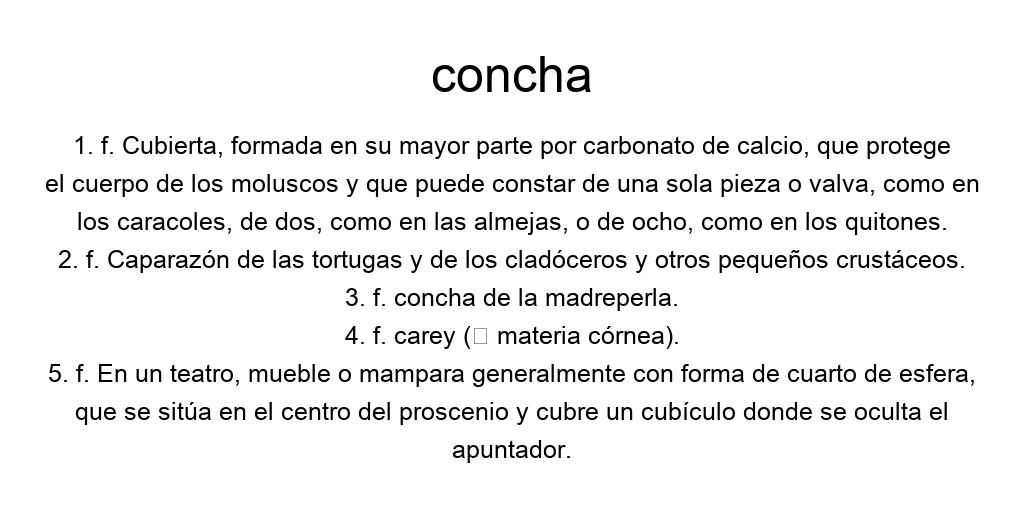 concha
1. f. Cubierta, formada en su mayor parte por carbonato de calcio, que protege
el cuerpo de los moluscos y que puede constar de una sola pieza o valva, como en
los caracoles, de dos, como en las almejas, o de ocho, como en los quitones.
2. f. Caparazón de las tortugas y de los cladóceros y otros pequeños crustáceos.
3. f. concha de la madreperla.
4. f. carey (□ materia córnea).
5. f. En un teatro, mueble o mampara generalmente con forma de cuarto de esfera,
que se sitúa en el centro del proscenio y cubre un cubículo donde se oculta el
apuntador.